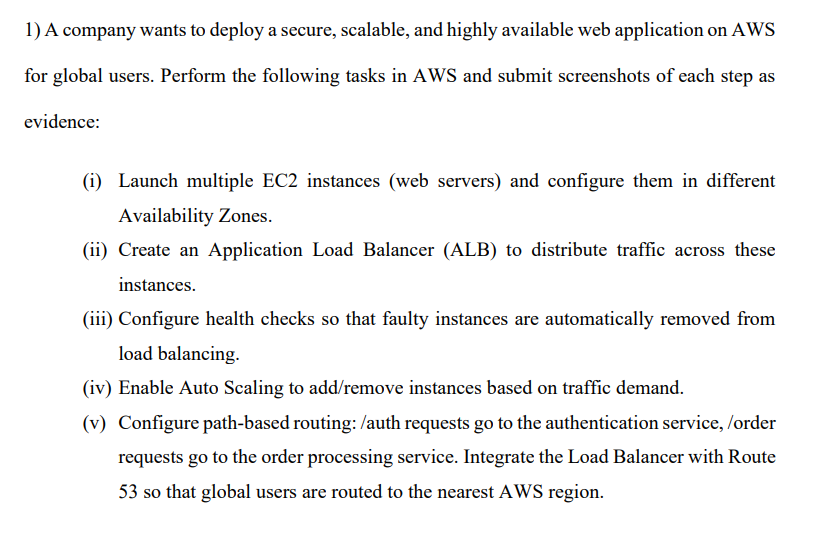 1) A company wants to deploy a secure, scalable, and highly available web application on AWS
for global users. Perform the following tasks in AWS and submit screenshots of each step as
evidence:
(i) Launch multiple EC2 instances (web servers) and configure them in different
Availability Zones.
(ii) Create an Application Load Balancer (ALB) to distribute traffic across these
instances.
(iii) Configure health checks so that faulty instances are automatically removed from
load balancing.
(iv) Enable Auto Scaling to add/remove instances based on traffic demand.
(v) Configure path-based routing: /auth requests go to the authentication service, /order
requests go to the order processing service. Integrate the Load Balancer with Route
53 so that global users are routed to the nearest AWS region.